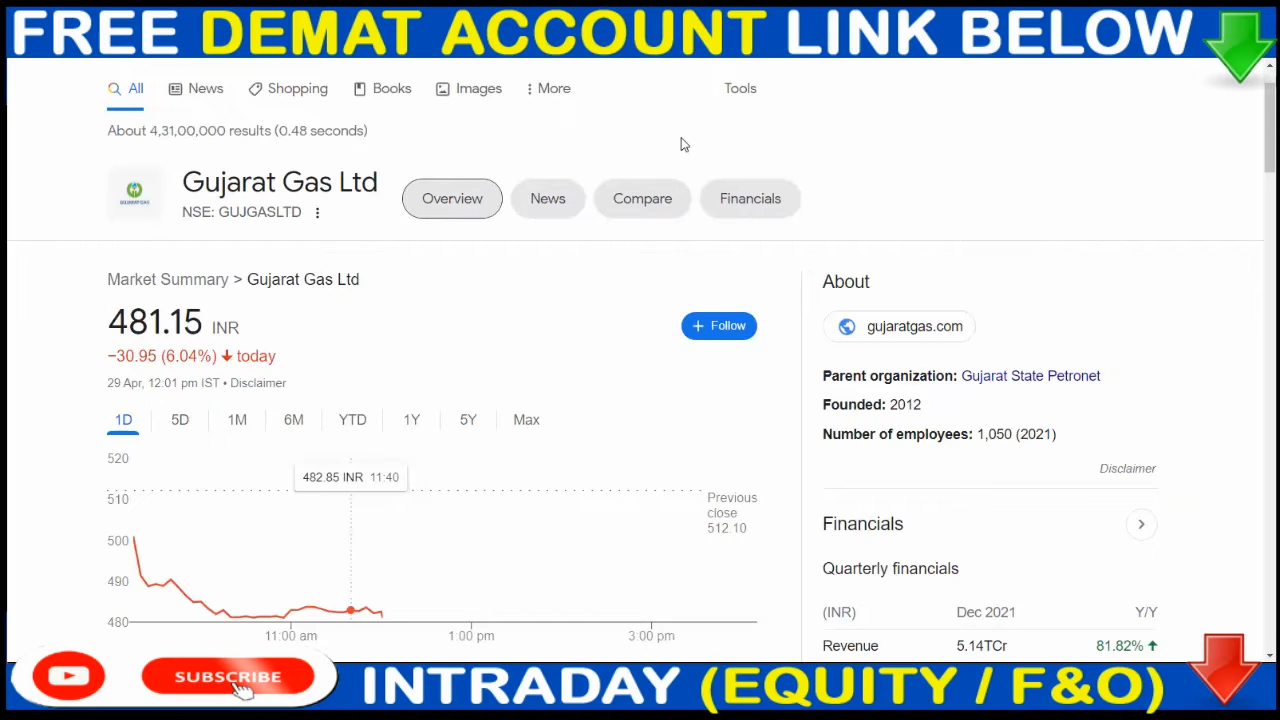 FREE DEMAT ACCOUNT LINK BELOW
All News Shopping Books Images More Tools
About 4,31,00,000 results (0.48 seconds)
GUJARAT GAS
Gujarat Gas Ltd
NSE: GUJGASLTD
Overview News Compare Financials
Market Summary > Gujarat Gas Ltd
481.15 INR
+ Follow
−30.95 (6.04%) today
29 Apr, 12:01 pm IST • Disclaimer
1D 5D 1M 6M YTD 1Y 5Y Max
482.85 INR 11:40
520
510
500
490
480
Previous
close
512.10
11:00 am 1:00 pm 3:00 pm
About
gujaratgas.com
Parent organization: Gujarat State Petronet
Founded: 2012
Number of employees: 1,050 (2021)
Disclaimer
Financials
Quarterly financials
(INR) Dec 2021 Y/Y
Revenue 5.14TCr 81.82%
SUBSCRIBE
INTRADAY (EQUITY / F&O)